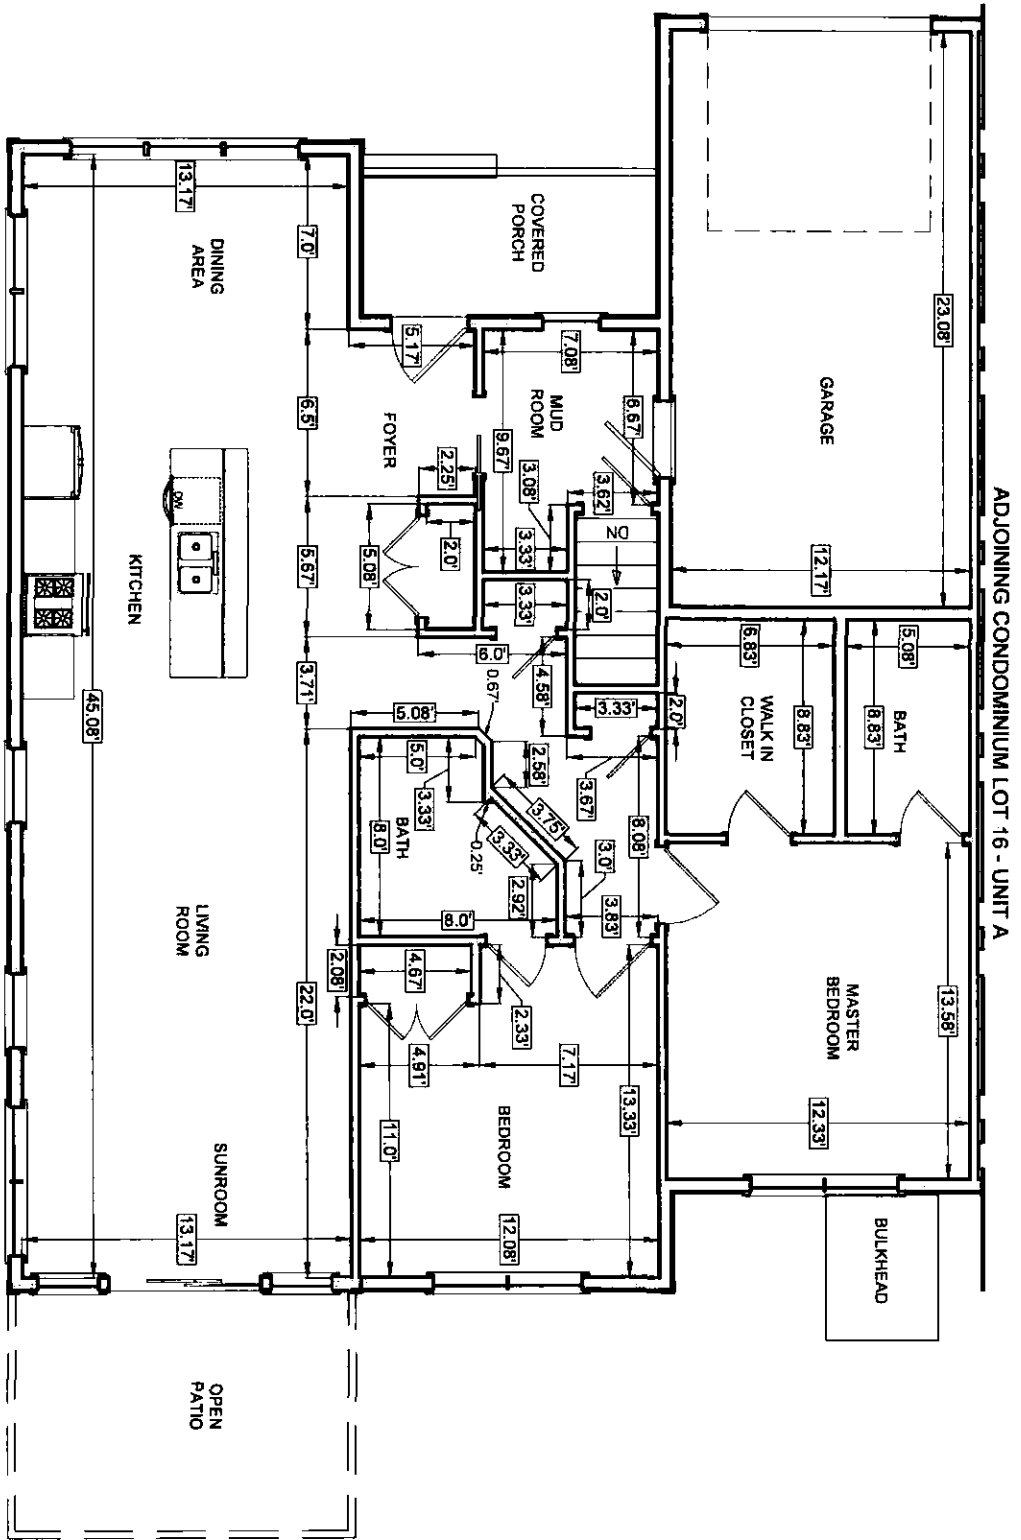 ADJOINING CONDOMINIUM LOT 16 - UNIT A
23.08'
13.58'
5.08'
BATH
8.83'
BULKHEAD
MASTER
BEDROOM
GARAGE
12.17'
12.33'
8.83'
WALK IN
CLOSET
6.83'
2.0'
8.67'
8.08'
13.33'
DN
3.62'
2.0'
3.33'
3.0'
3.83'
3.67'
7.08'
7.17'
MUD
ROOM
COVERED
PORCH
3.08'
3.33'
3.33'
4.58'
2.58'
3.75'
3.33'
2.92'
2.33'
9.67'
6.0'
0.67'
0.25'
BEDROOM
12.08'
2.0'
2.25'
5.17'
8.0'
3.33'
5.08'
5.0'
4.67'
4.91'
BATH
8.0'
11.0'
FOYER
5.08'
2.08'
7.0'
6.5'
5.67'
3.71'
22.0'
SUNROOM
DINING
AREA
LIVING
ROOM
OPEN
PATIO
13.17'
13.17'
DW
KITCHEN
45.08'